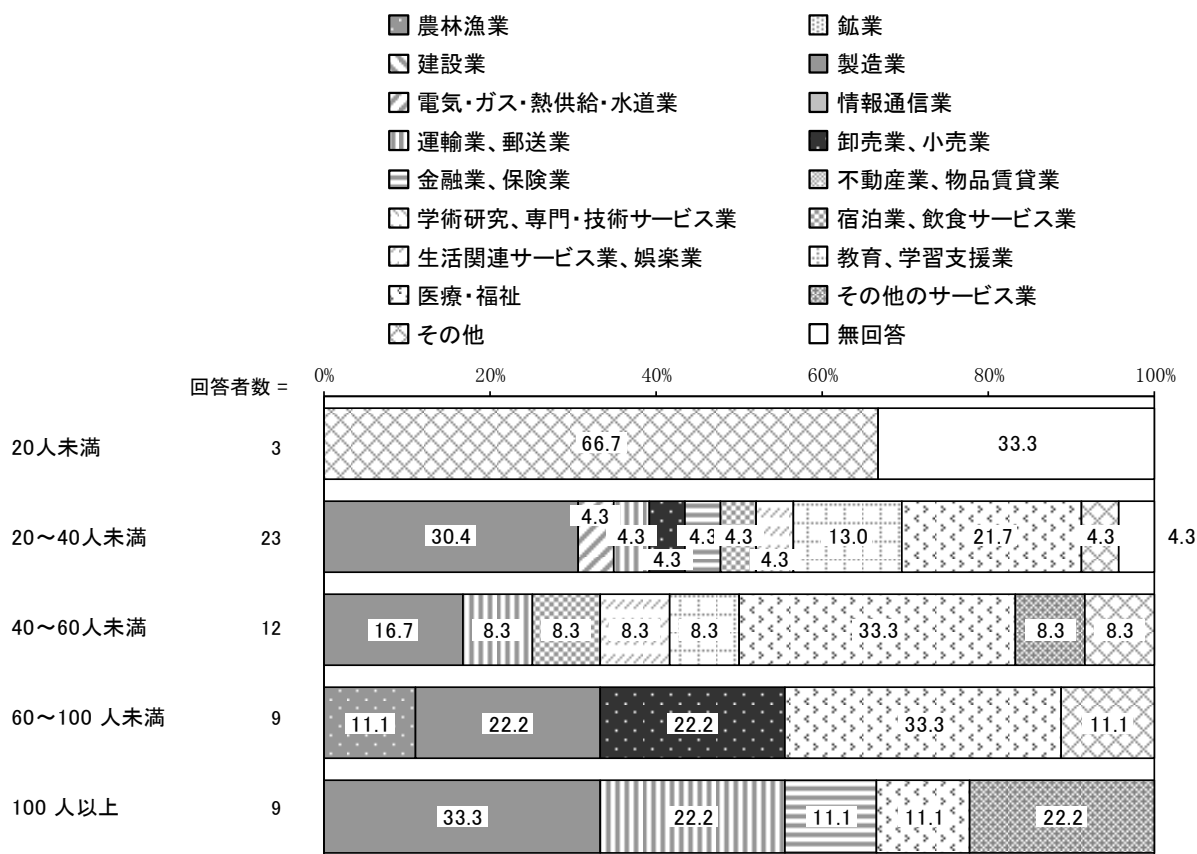 農林漁業 鉱業
建設業 製造業
電気・ガス・熱供給・水道業 情報通信業
運輸業、郵送業 卸売業、小売業
金融業、保険業 不動産業、物品賃貸業
学術研究、専門・技術サービス業 宿泊業、飲食サービス業
生活関連サービス業、娯楽業 教育、学習支援業
医療・福祉 その他のサービス業
その他 無回答
回答者数 = 0% 20% 40% 60% 80% 100%
20人未満 3 66.7 33.3
20～40人未満 23 30.4 4.3 4.3 4.3 4.3 4.3 4.3 13.0 21.7 4.3 4.3
40～60人未満 12 16.7 8.3 8.3 8.3 8.3 33.3 8.3 8.3
60～100 人未満 9 11.1 22.2 22.2 33.3 11.1
100 人以上 9 33.3 22.2 11.1 11.1 22.2